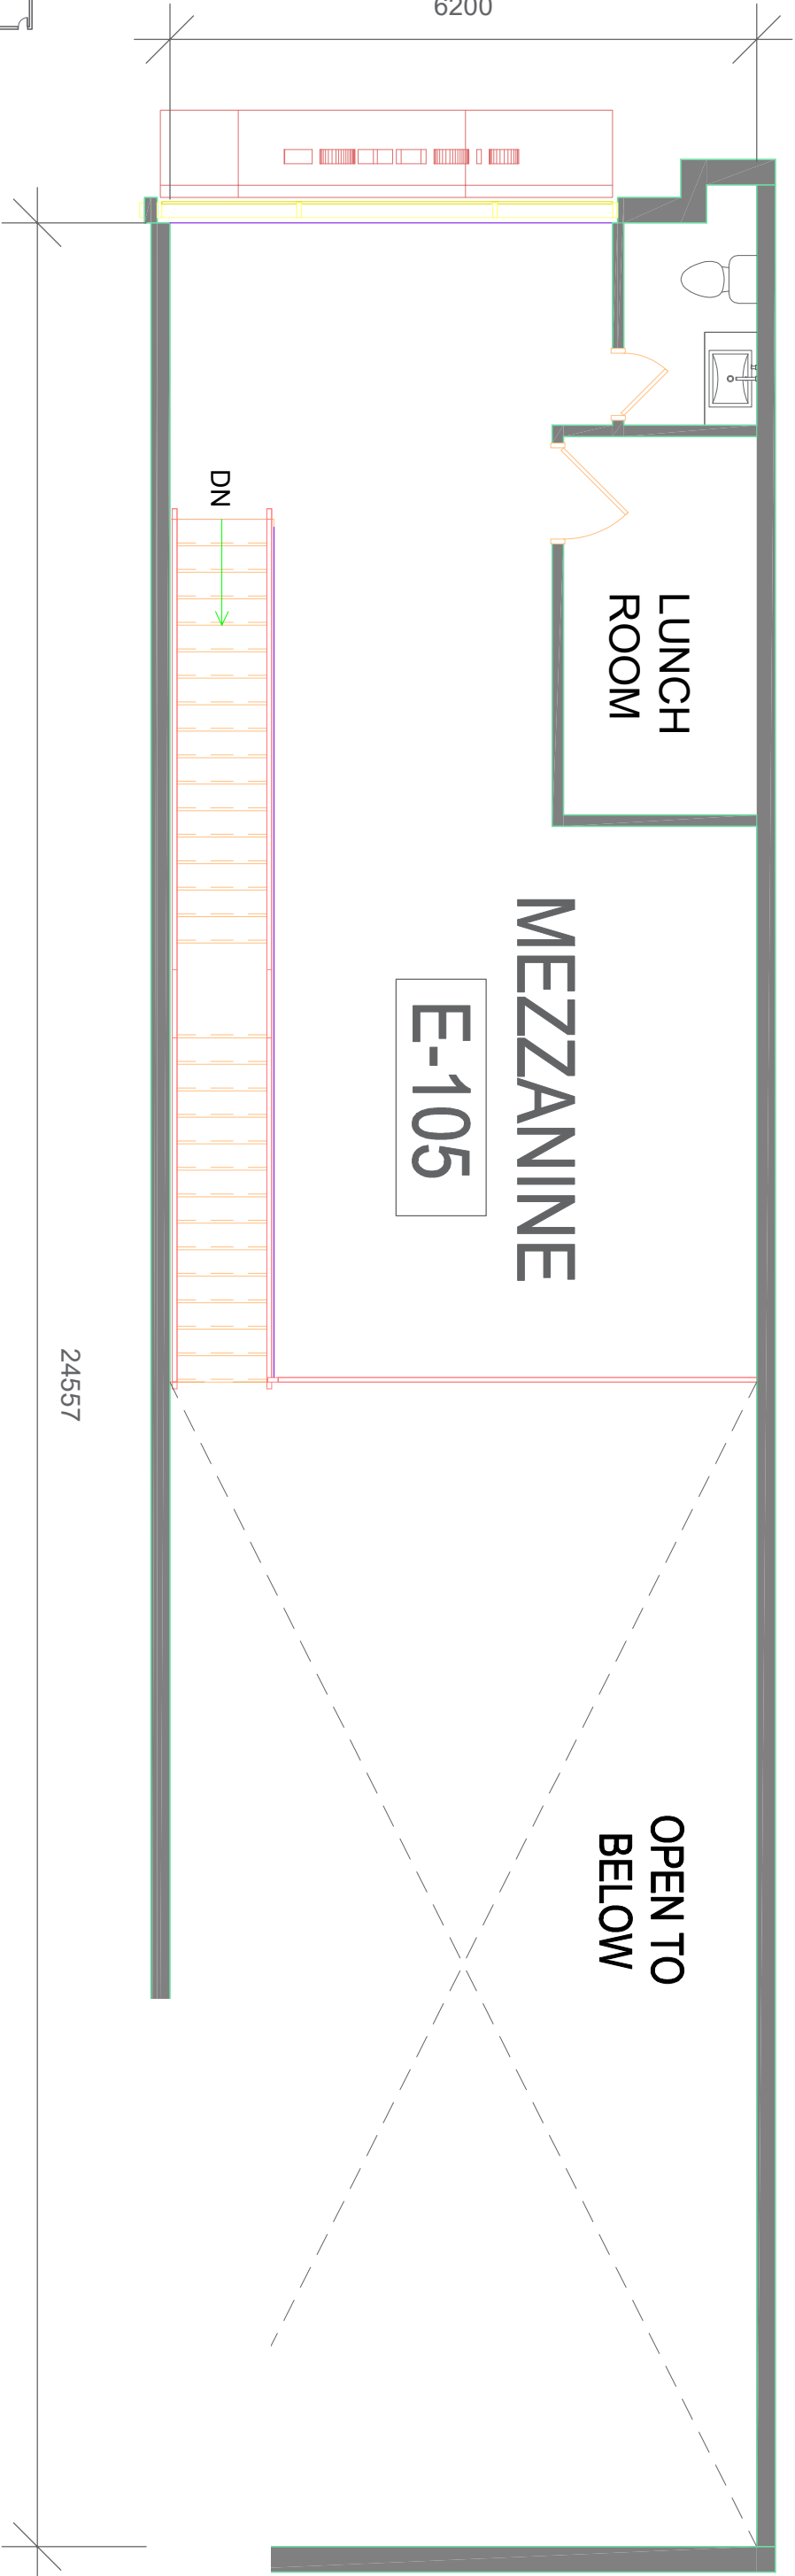 6200
DN
LUNCH
ROOM
MEZZANINE
E-105
24557
OPEN TO
BELOW